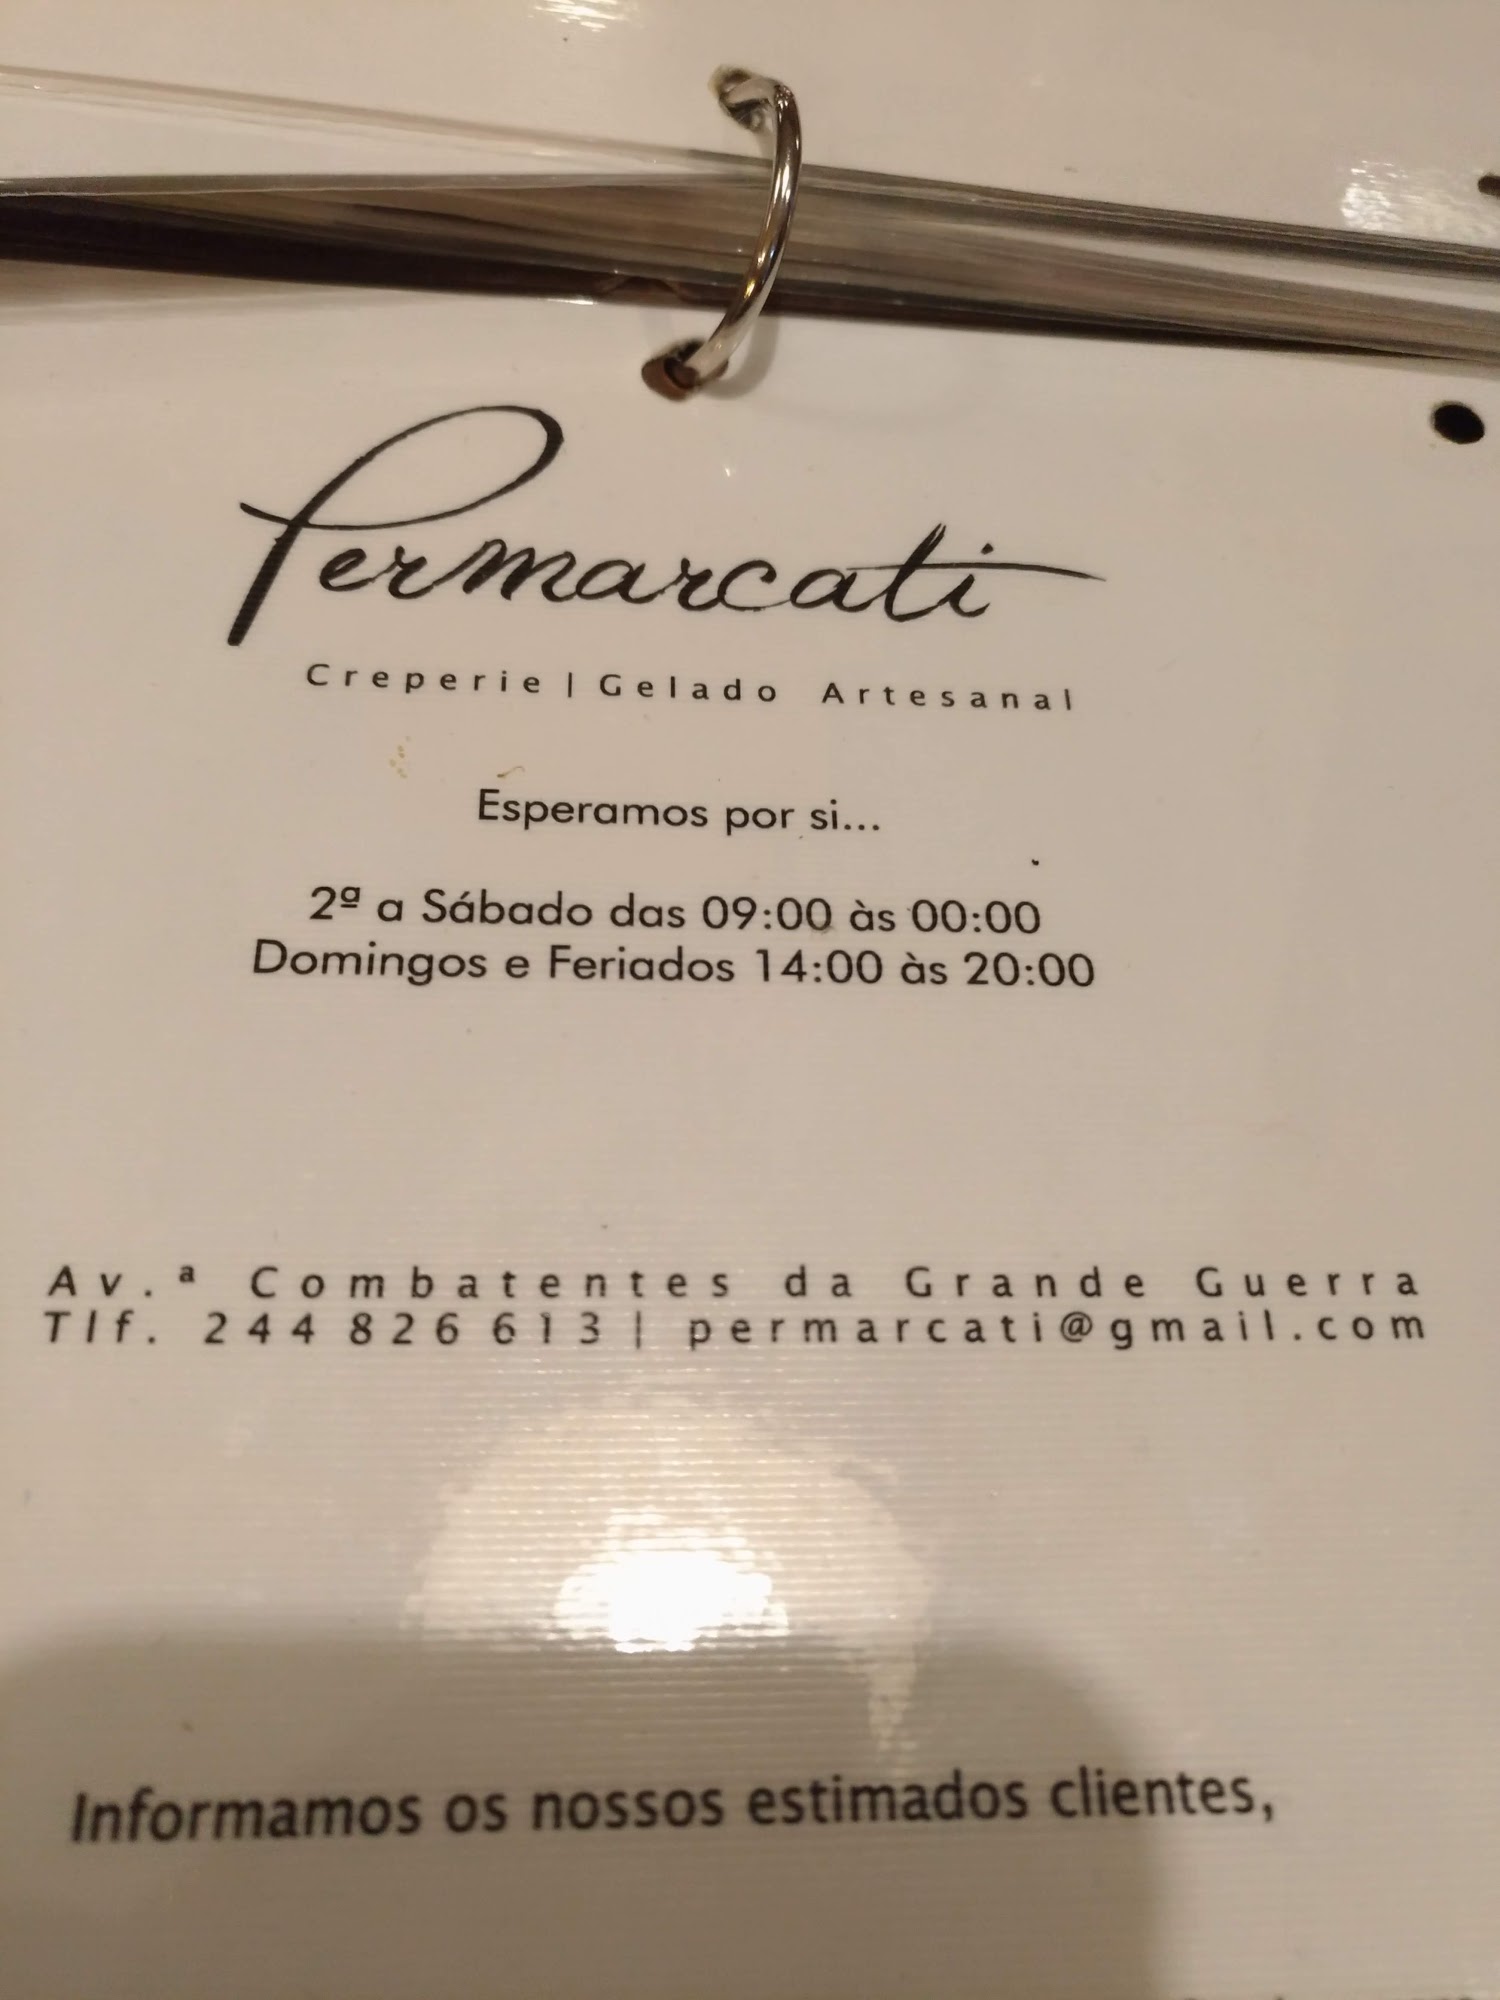 Permarcati
Creperie | Gelado Artesanal
Esperamos por si...
2ª a Sábado das 09:00 às 00:00
Domingos e Feriados 14:00 às 20:00
Av.ª Combatentes da Grande Guerra
Tlf. 244 826 613 | permarcati@gmail.com
Informamos os nossos estimados clientes,